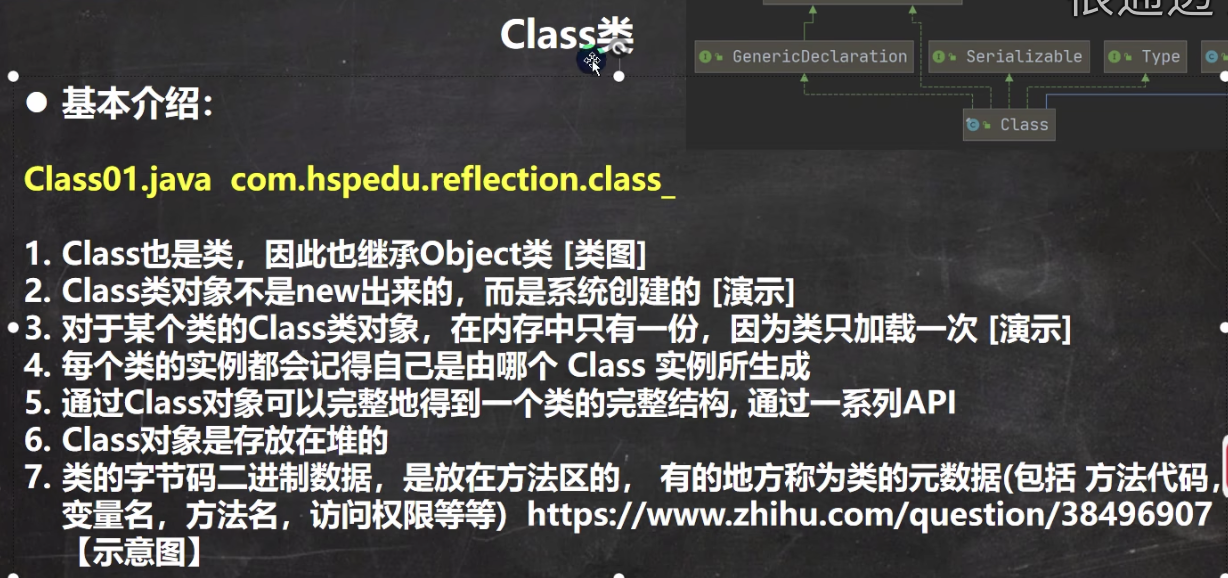 Class类
GenericDeclaration
Serializable
Type
Class
● 基本介绍：
Class01.java com.hspedu.reflection.class_
1. Class也是类，因此也继承Object类 [类图]
2. Class类对象不是new出来的，而是系统创建的 [演示]
3. 对于某个类的Class类对象，在内存中只有一份，因为类只加载一次 [演示]
4. 每个类的实例都会记得自己是由哪个 Class 实例所生成
5. 通过Class对象可以完整地得到一个类的完整结构, 通过一系列API
6. Class对象是存放在堆的
7. 类的字节码二进制数据，是放在方法区的， 有的地方称为类的元数据(包括 方法代码，
变量名，方法名，访问权限等等）https://www.zhihu.com/question/38496907
【示意图】